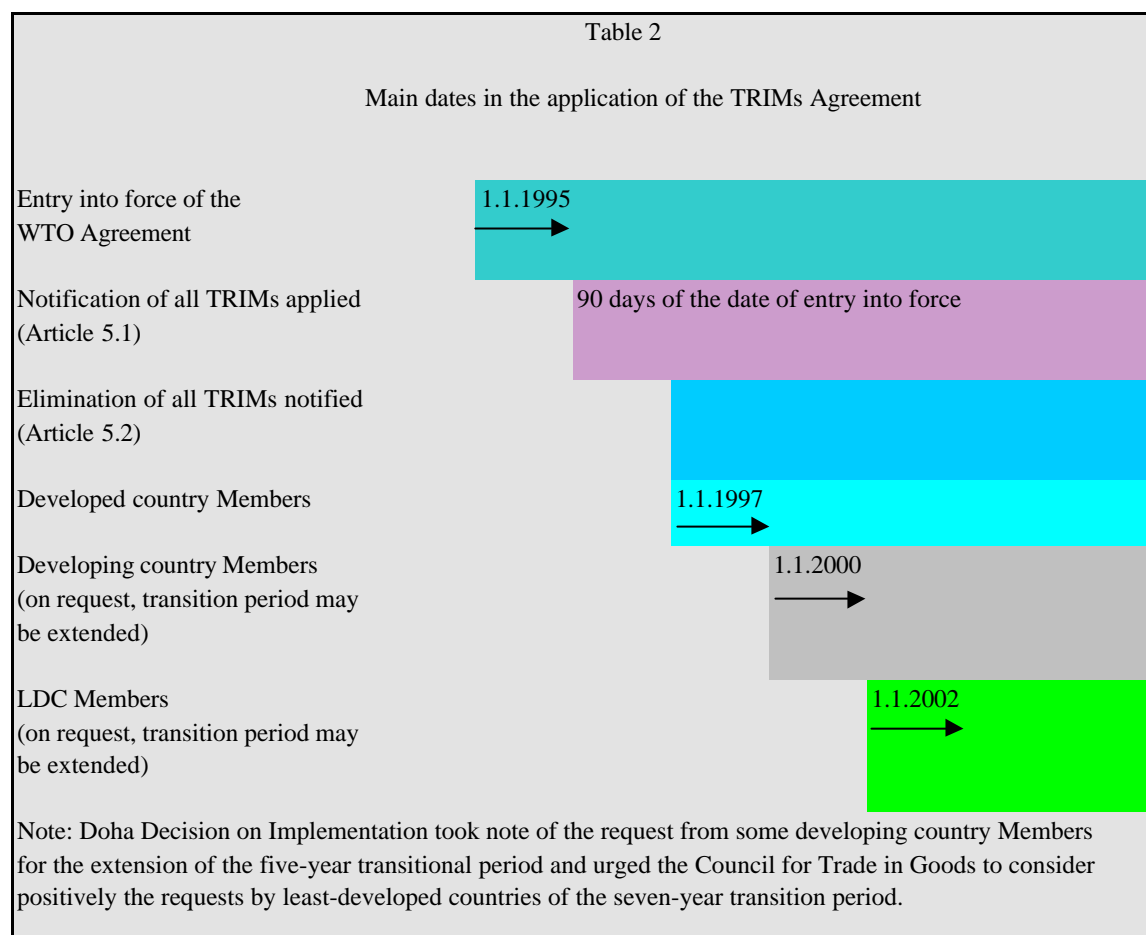 Table 2
Main dates in the application of the TRIMs Agreement
Entry into force of the
WTO Agreement
1.1.1995
Notification of all TRIMs applied
(Article 5.1)
90 days of the date of entry into force
Elimination of all TRIMs notified
(Article 5.2)
Developed country Members
1.1.1997
Developing country Members
(on request, transition period may
be extended)
1.1.2000
LDC Members
(on request, transition period may
be extended)
1.1.2002
Note: Doha Decision on Implementation took note of the request from some developing country Members
for the extension of the five-year transitional period and urged the Council for Trade in Goods to consider
positively the requests by least-developed countries of the seven-year transition period.